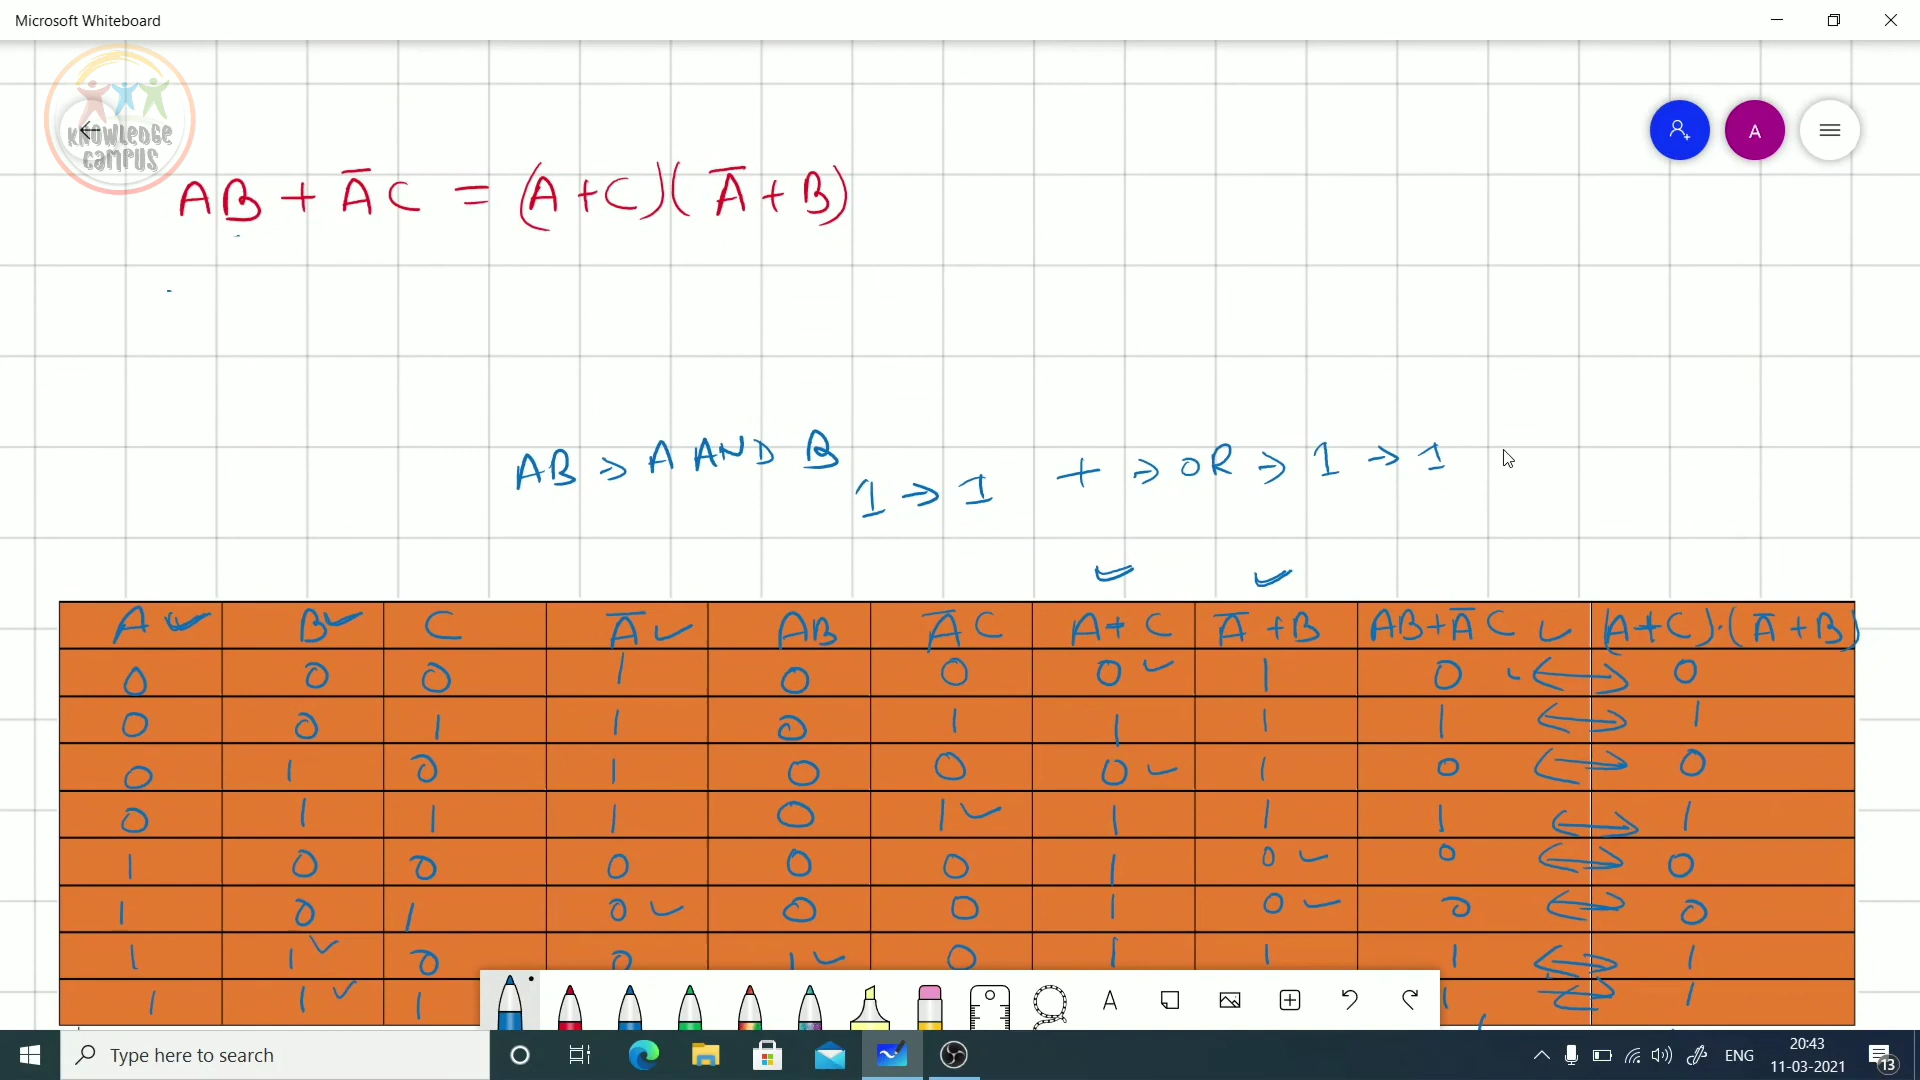 Microsoft Whiteboard
KNOWLEDGE
CAMPUS
A
AB + A̅C = (A+C)(A̅+B)
AB ⇒ A AND B
1 → 1
+ ⇒ OR ⇒ 1 → 1
A B C A̅ AB A̅C A+C A̅+B AB+A̅C (A+C)·(A̅+B)
0 0 0 1 0 0 0 1 0 0
0 0 1 1 0 1 1 1 1 1
0 1 0 1 0 0 0 1 0 0
0 1 1 1 0 1 1 1 1 1
1 0 0 0 0 0 1 0 0 0
1 0 1 0 0 0 1 0 0 0
1 1 0 0 1 0 1 1 1 1
1 1 1 1 1
A
Type here to search
ENG
20:43
11-03-2021
13